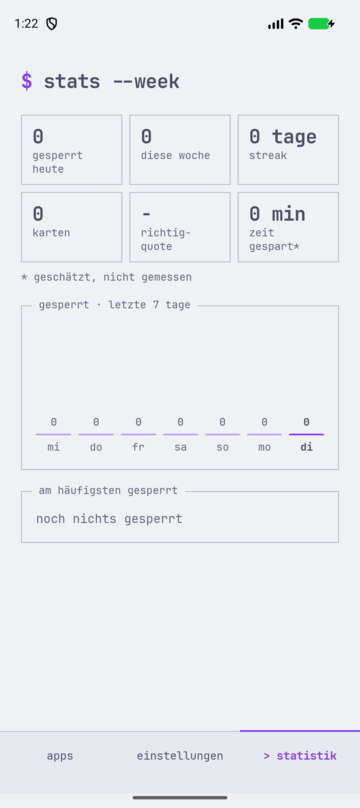 1:22
$ stats --week
0
gesperrt
heute
0
diese woche
0 tage
streak
0
karten
-
richtig-
quote
0 min
zeit
gespart*
* geschätzt, nicht gemessen
gesperrt · letzte 7 tage
0 0 0 0 0 0 0
mi do fr sa so mo di
am häufigsten gesperrt
noch nichts gesperrt
apps einstellungen > statistik